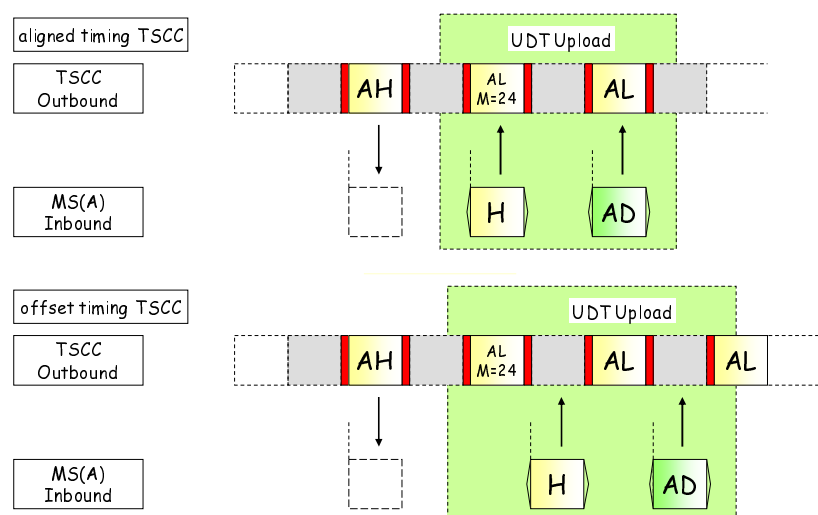 aligned timing TSCC
UDT Upload
TSCC
Outbound
AH
AL
M=24
AL
MS(A)
Inbound
H
AD
offset timing TSCC
UDT Upload
TSCC
Outbound
AH
AL
M=24
AL
AL
MS(A)
Inbound
H
AD